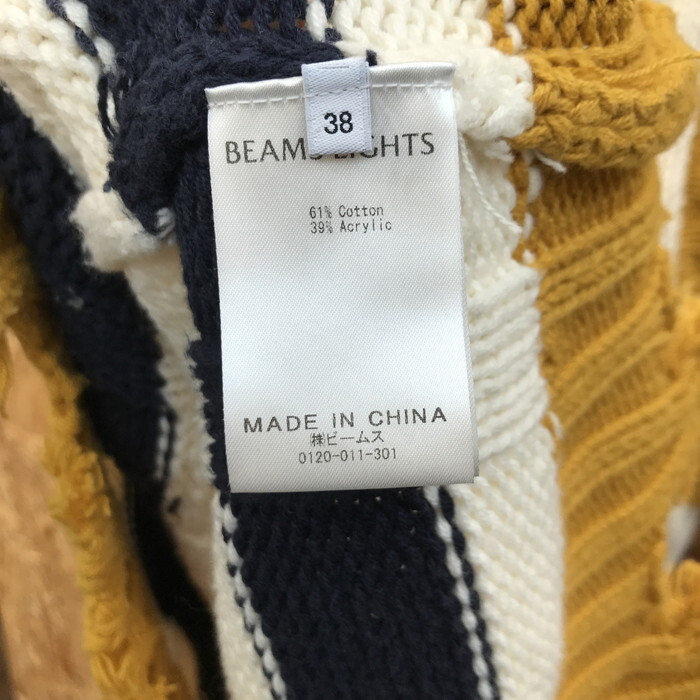 38
BEAMS LIGHTS
61% Cotton
39% Acrylic
MADE IN CHINA
㈱ビームス
0120-011-301